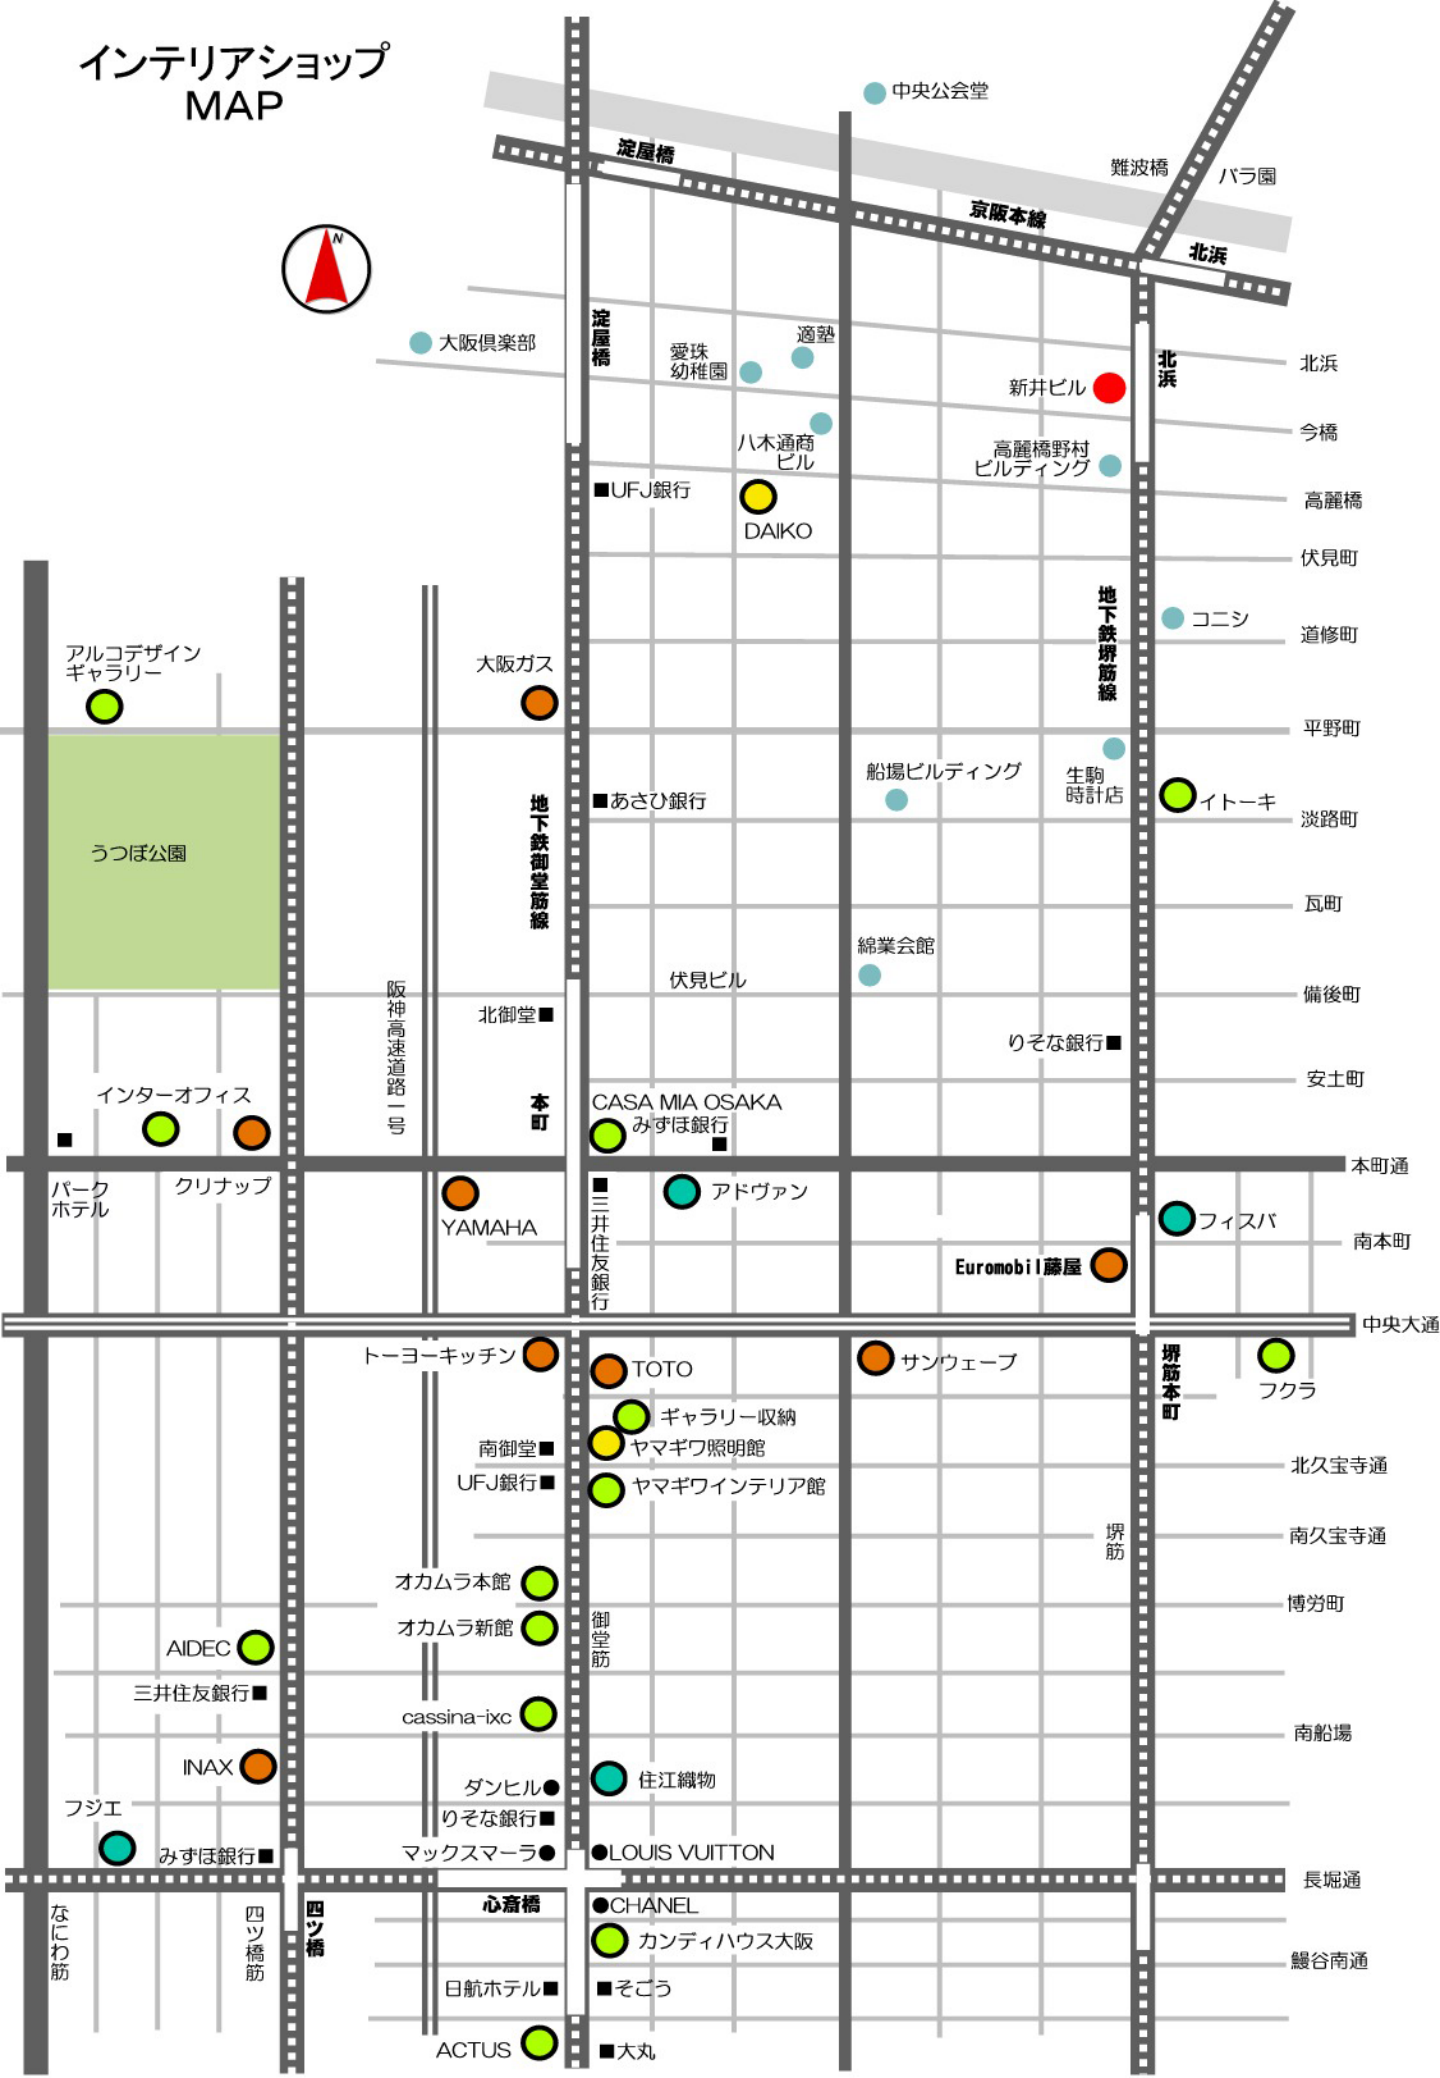 インテリアショップ
MAP
中央公会堂
淀屋橋
難波橋
バラ園
京阪本線
北浜
N
淀屋橋
大阪倶楽部
適塾
愛珠
幼稚園
北浜
北浜
新井ビル
八木通商
ビル
今橋
高麗橋野村
ビルディング
UFJ銀行
高麗橋
DAIKO
伏見町
地下鉄堺筋線
コニシ
道修町
アルコデザイン
ギャラリー
大阪ガス
平野町
船場ビルディング
生駒
時計店
イトーキ
あさひ銀行
淡路町
地下鉄御堂筋線
うつぼ公園
瓦町
綿業会館
伏見ビル
備後町
阪神高速道路一号
北御堂
りそな銀行
安土町
インターオフィス
本町
CASA MIA OSAKA
みずほ銀行
本町通
パーク
ホテル
クリナップ
YAMAHA
三井住友銀行
アドヴァン
フィスバ
南本町
Euromobil藤屋
中央大通
トーヨーキッチン
TOTO
サンウェーブ
堺筋本町
フクラ
ギャラリー収納
南御堂
ヤマギワ照明館
北久宝寺通
UFJ銀行
ヤマギワインテリア館
堺筋
南久宝寺通
オカムラ本館
博労町
オカムラ新館
御堂筋
AIDEC
三井住友銀行
cassina-ixc
南船場
INAX
ダンヒル
住江織物
フジエ
りそな銀行
みずほ銀行
マックスマーラ
LOUIS VUITTON
長堀通
なにわ筋
四ツ橋筋
四ツ橋
心斎橋
CHANEL
カンディハウス大阪
鰻谷南通
日航ホテル
そごう
ACTUS
大丸